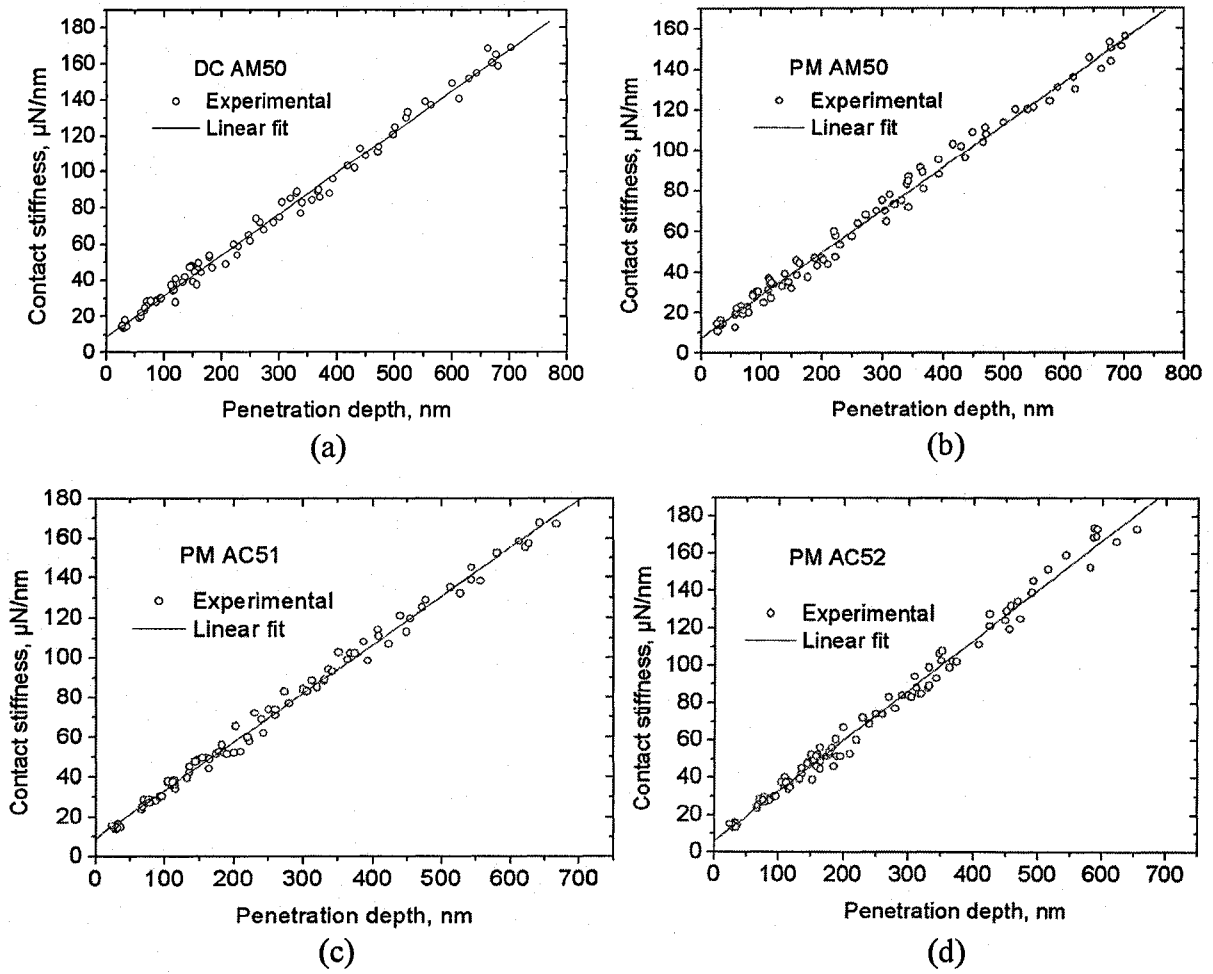 DC AM50
Experimental
Linear fit
Contact stiffness, µN/nm
180
160
140
120
100
80
60
40
20
0
0 100 200 300 400 500 600 700 800
Penetration depth, nm
(a)
PM AM50
Experimental
Linear fit
Contact stiffness, µN/nm
160
140
120
100
80
60
40
20
0
0 100 200 300 400 500 600 700 800
Penetration depth, nm
(b)
PM AC51
Experimental
Linear fit
Contact stiffness, µN/nm
180
160
140
120
100
80
60
40
20
0
0 100 200 300 400 500 600 700
Penetration depth, nm
(c)
PM AC52
Experimental
Linear fit
Contact stiffness, µN/nm
180
160
140
120
100
80
60
40
20
0
0 100 200 300 400 500 600 700
Penetration depth, nm
(d)